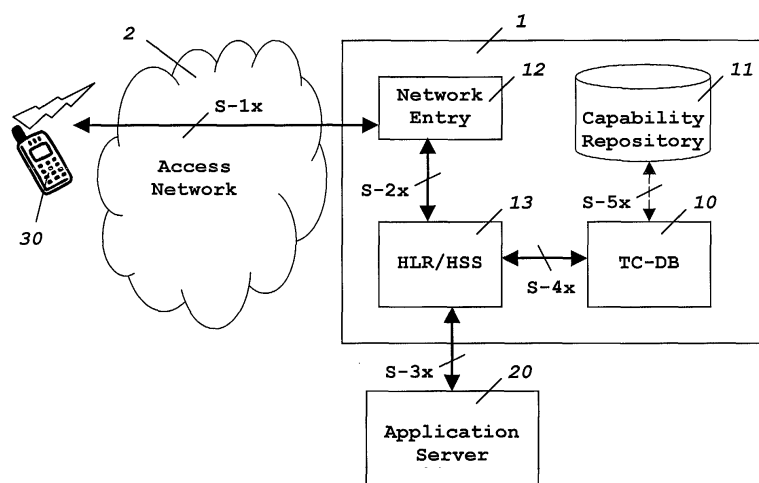 2
1
12
11
S-1x
Network
Entry
Capability
Repository
Access
Network
S-2x
S-5x
10
30
13
HLR/HSS
TC-DB
S-4x
S-3x
20
Application
Server